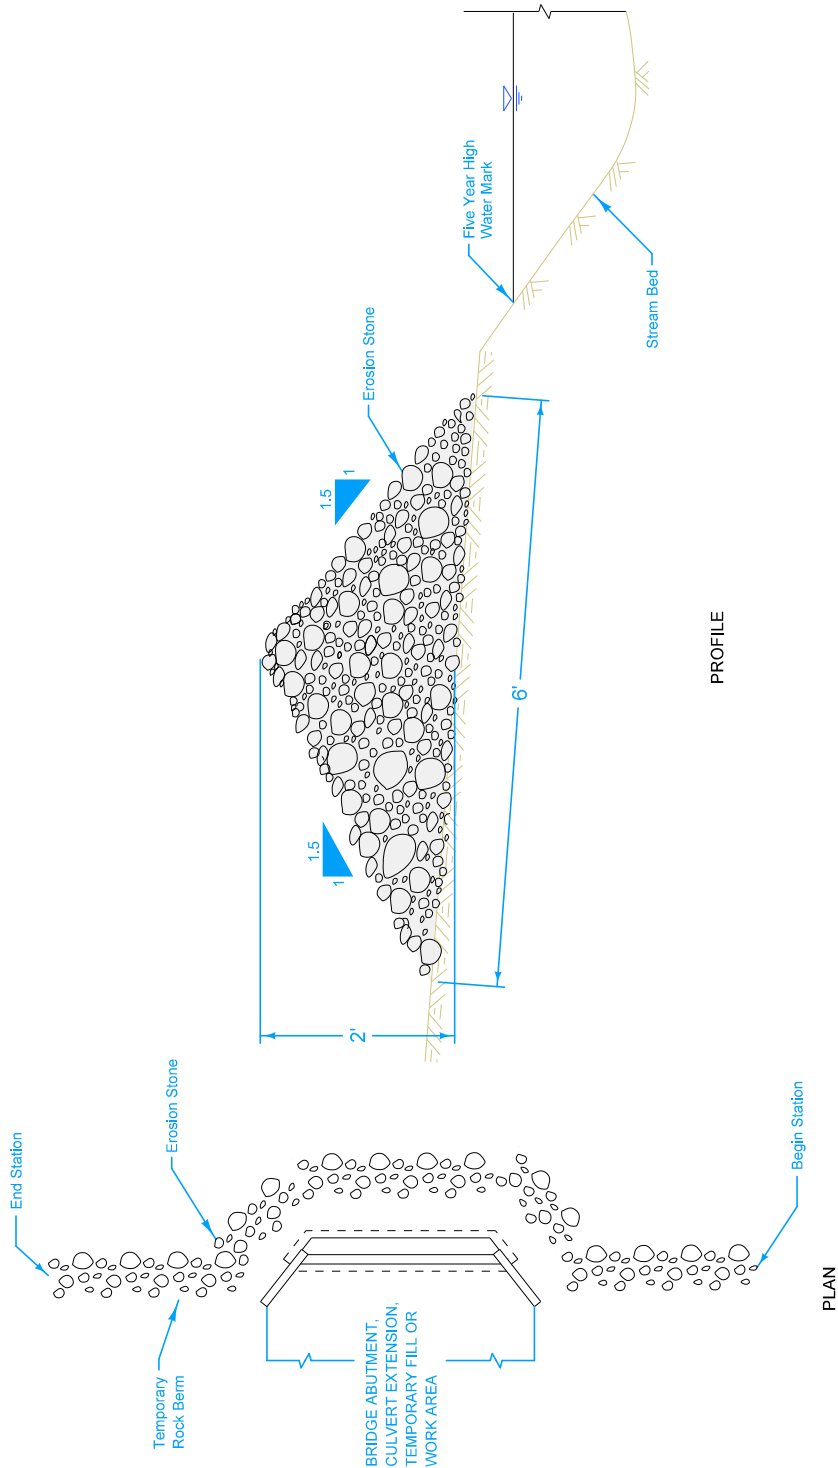 End Station
Erosion Stone
Temporary
Rock Berm
BRIDGE ABUTMENT,
CULVERT EXTENSION,
TEMPORARY FILL OR
WORK AREA
Begin Station
PLAN
2'
1.5
1
1.5
1
Erosion Stone
6'
Five Year High
Water Mark
Stream Bed
PROFILE